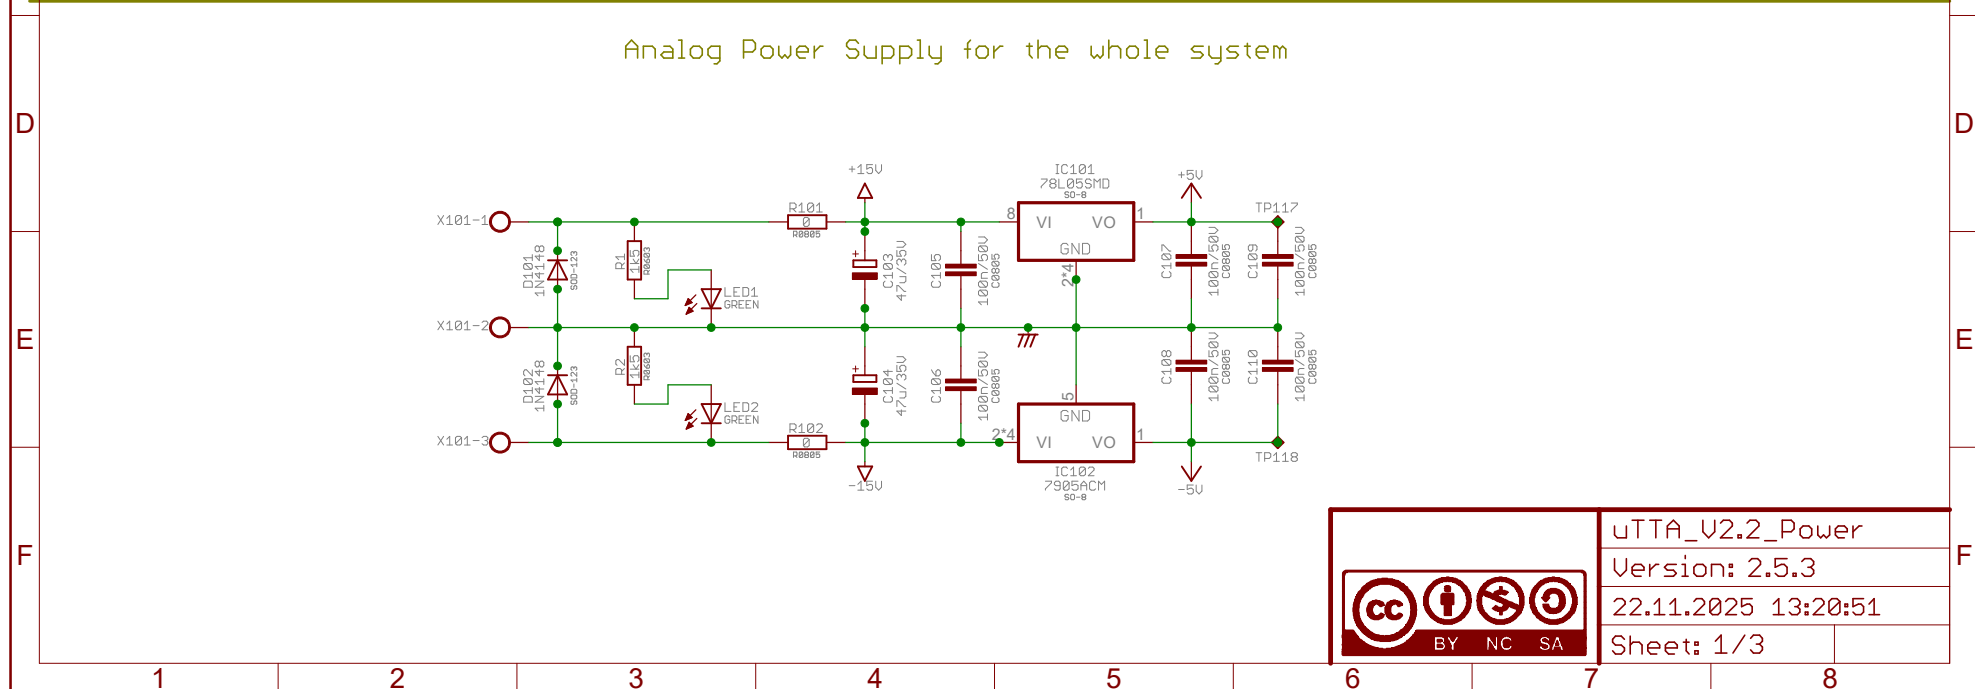 Analog Power Supply for the whole system
D
D
+15V
IC101
78L05SMD
SO-8
+5V
X101-1
R101
0
R0805
8
VI
VO
1
GND
TP117
D101
1N4148
SOD-123
R1
1k5
R0603
LED1
GREEN
+
C103
47u/35V
C105
100n/50V
C0805
2*4
C107
100n/50V
C0805
C109
100n/50V
C0805
X101-2
E
E
D102
1N4148
SOD-123
R2
1k5
R0603
LED2
GREEN
+
C104
47u/35V
C106
100n/50V
C0805
5
C108
100n/50V
C0805
C110
100n/50V
C0805
X101-3
R102
0
R0805
2*4
GND
VI
VO
1
IC102
7905ACM
SO-8
TP118
-15V
-5V
F
F
uTTA_V2.2_Power
Version: 2.5.3
22.11.2025 13:20:51
Sheet: 1/3
cc
BY NC SA
1 2 3 4 5 6 7 8